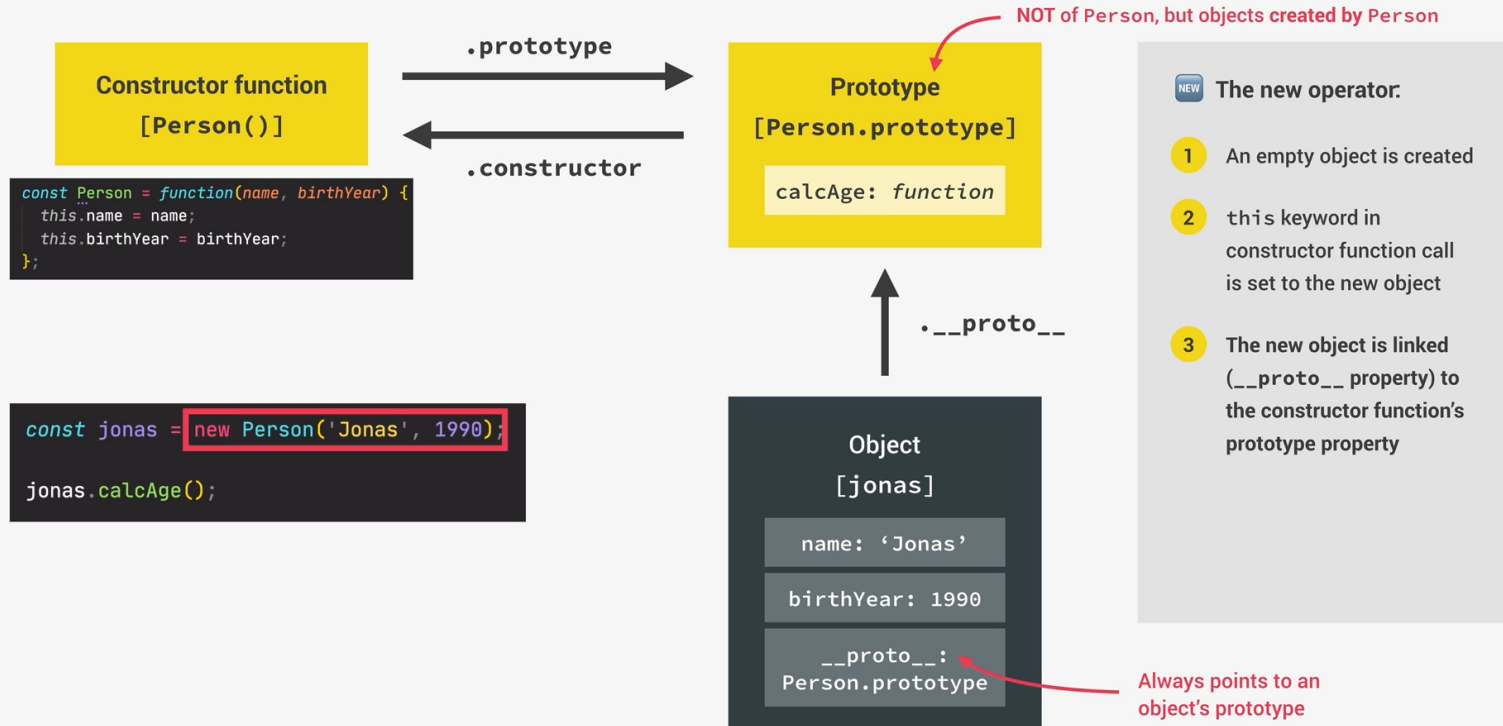 NOT of Person, but objects created by Person
Constructor function
[Person()]
.prototype
.constructor
Prototype
[Person.prototype]
calcAge: function
const Person = function(name, birthYear) {
this.name = name;
this.birthYear = birthYear;
};
.__proto__
const jonas = new Person('Jonas', 1990);
jonas.calcAge();
Object
[jonas]
name: ‘Jonas’
birthYear: 1990
__proto__:
Person.prototype
Always points to an
object’s prototype
NEW The new operator:
1 An empty object is created
2 this keyword in
constructor function call
is set to the new object
3 The new object is linked
(__proto__ property) to
the constructor function’s
prototype property